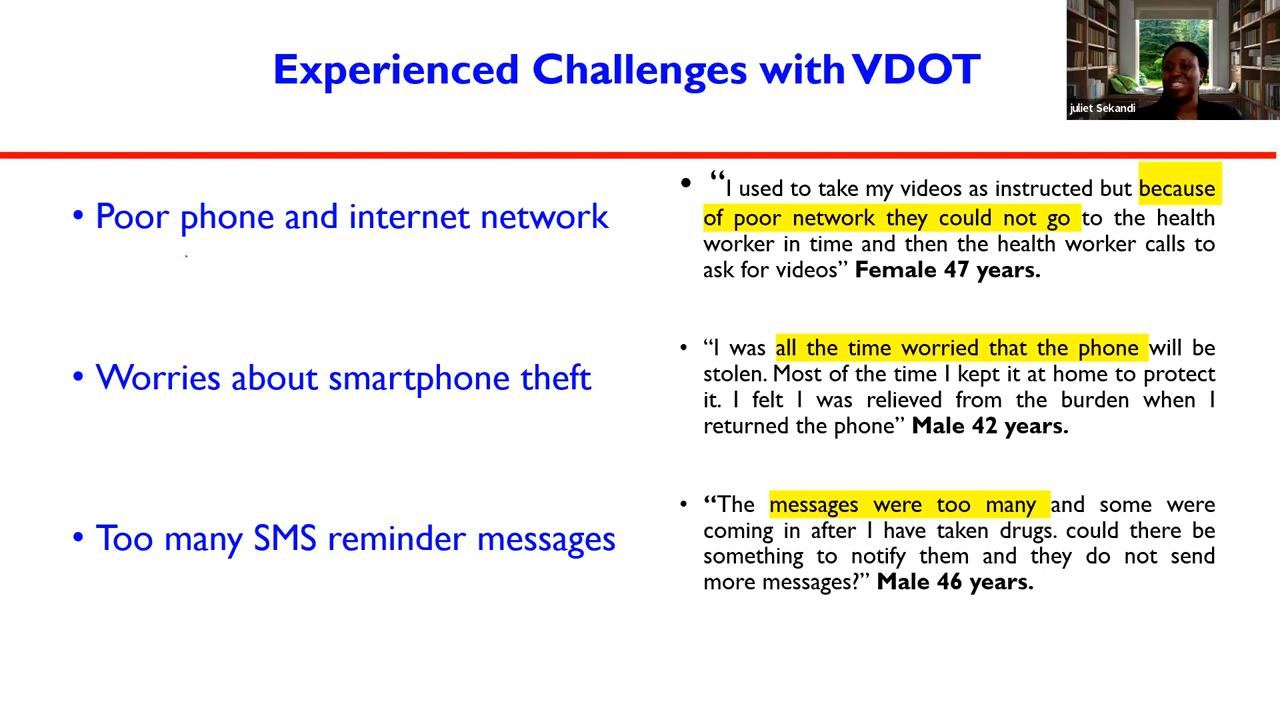 Experienced Challenges with VDOT
juliet Sekandi
• Poor phone and internet network
• Worries about smartphone theft
• Too many SMS reminder messages
• “I used to take my videos as instructed but because
of poor network they could not go to the health
worker in time and then the health worker calls to
ask for videos” Female 47 years.
• “I was all the time worried that the phone will be
stolen. Most of the time I kept it at home to protect
it. I felt I was relieved from the burden when I
returned the phone” Male 42 years.
• “The messages were too many and some were
coming in after I have taken drugs. could there be
something to notify them and they do not send
more messages?” Male 46 years.